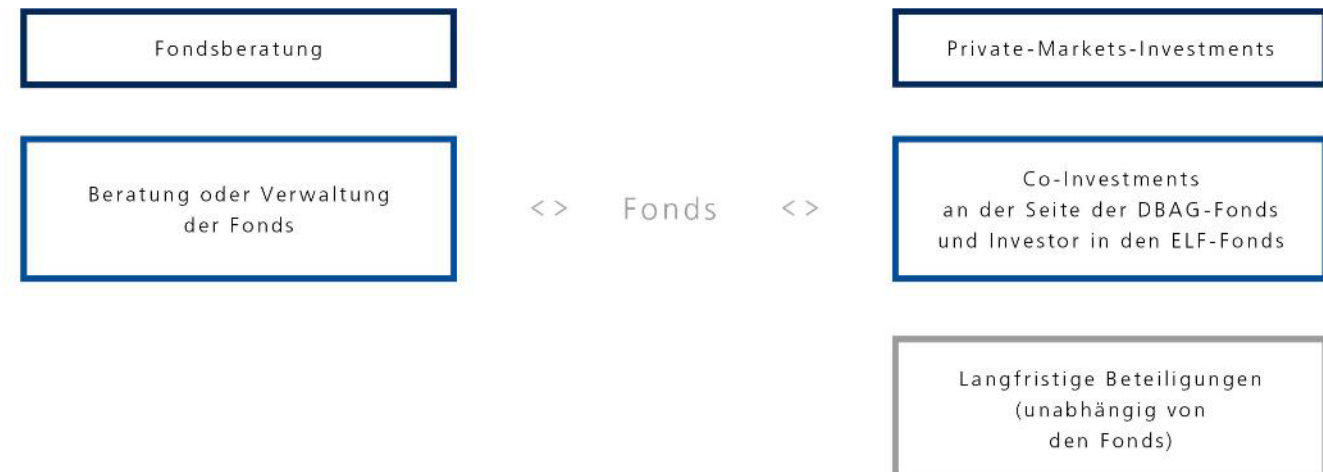 Fondsberatung
Private-Markets-Investments
Beratung oder Verwaltung
der Fonds
<> Fonds <>
Co-Investments
an der Seite der DBAG-Fonds
und Investor in den ELF-Fonds
Langfristige Beteiligungen
(unabhängig von
den Fonds)